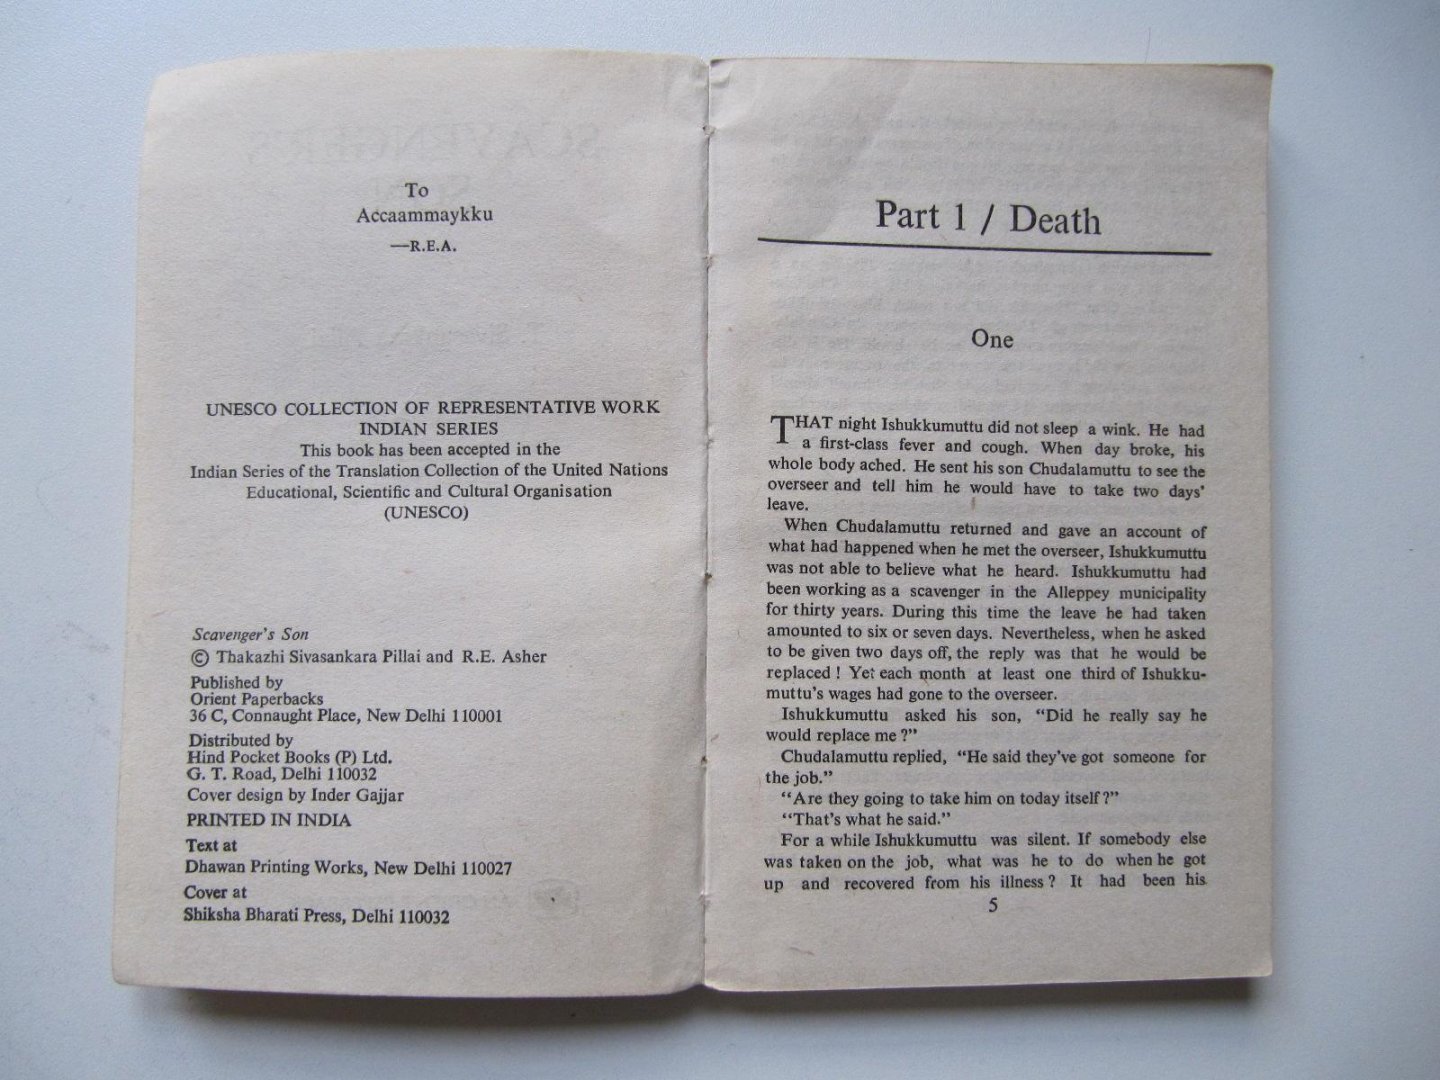 To
Accaammaykku
—R.E.A.
UNESCO COLLECTION OF REPRESENTATIVE WORK
INDIAN SERIES
This book has been accepted in the
Indian Series of the Translation Collection of the United Nations
Educational, Scientific and Cultural Organisation
(UNESCO)
Scavenger's Son
© Thakazhi Sivasankara Pillai and R.E. Asher
Published by
Orient Paperbacks
36 C, Connaught Place, New Delhi 110001
Distributed by
Hind Pocket Books (P) Ltd.
G. T. Road, Delhi 110032
Cover design by Inder Gajjar
PRINTED IN INDIA
Text at
Dhawan Printing Works, New Delhi 110027
Cover at
Shiksha Bharati Press, Delhi 110032
Part 1 / Death
One
THAT night Ishukkumuttu did not sleep a wink. He had
a first-class fever and cough. When day broke, his
whole body ached. He sent his son Chudalamuttu to see the
overseer and tell him he would have to take two days'
leave.
When Chudalamuttu returned and gave an account of
what had happened when he met the overseer, Ishukkumuttu
was not able to believe what he heard. Ishukkumuttu had
been working as a scavenger in the Alleppey municipality
for thirty years. During this time the leave he had taken
amounted to six or seven days. Nevertheless, when he asked
to be given two days off, the reply was that he would be
replaced ! Yet each month at least one third of Ishukku-
muttu's wages had gone to the overseer.
Ishukkumuttu asked his son, "Did he really say he
would replace me ?"
Chudalamuttu replied, "He said they've got someone for
the job."
"Are they going to take him on today itself ?"
"That's what he said."
For a while Ishukkumuttu was silent. If somebody else
was taken on the job, what was he to do when he got
up and recovered from his illness ? It had been his
5